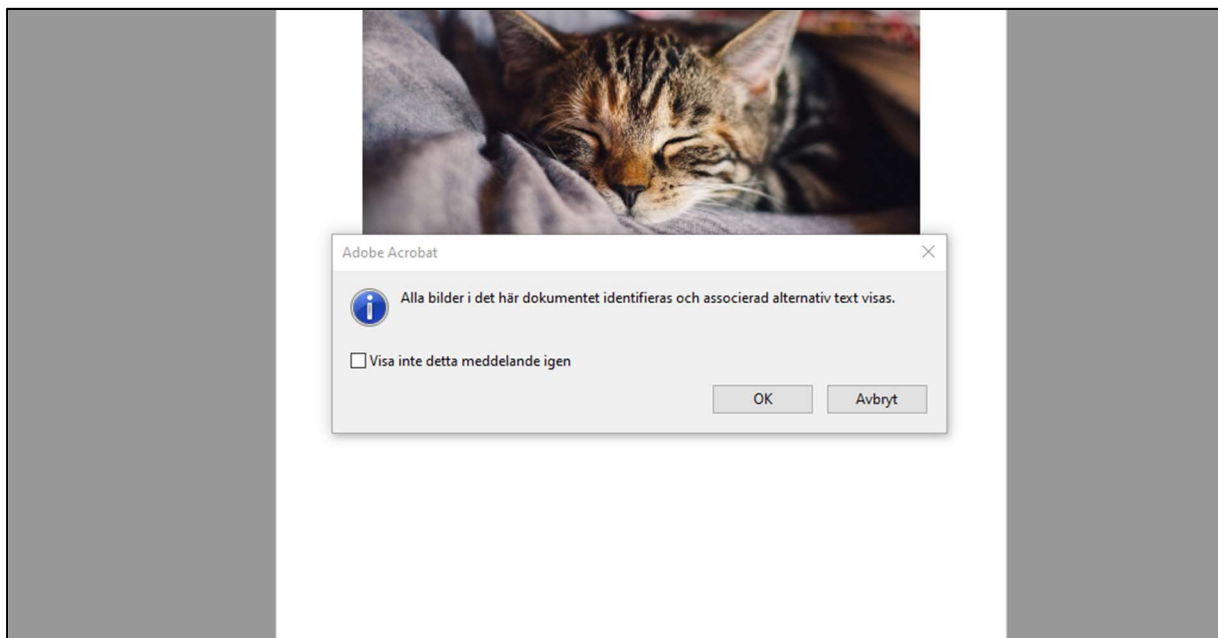 Adobe Acrobat
Alla bilder i det här dokumentet identifieras och associerad alternativ text visas.
Visa inte detta meddelande igen
OK
Avbryt